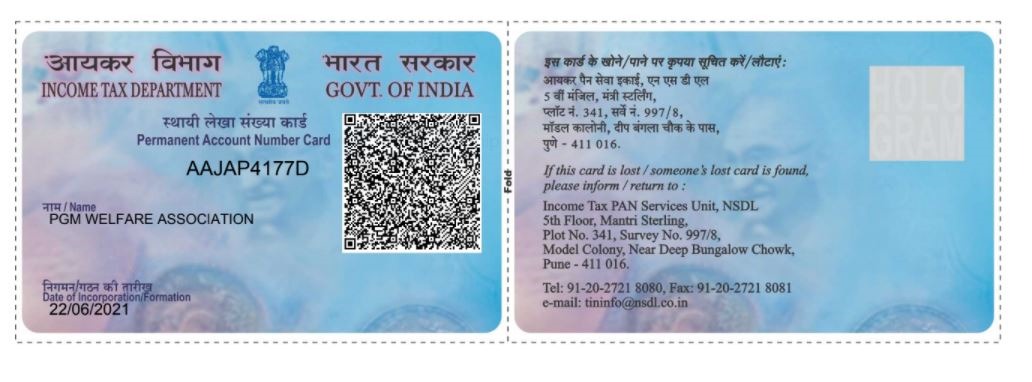 आयकर विभाग
INCOME TAX DEPARTMENT
सत्यमेव जयते
भारत सरकार
GOVT. OF INDIA
स्थायी लेखा संख्या कार्ड
Permanent Account Number Card
AAJAP4177D
नाम / Name
PGM WELFARE ASSOCIATION
निगमन/गठन की तारीख
Date of Incorporation/Formation
22/06/2021
Fold
इस कार्ड के खोने/पाने पर कृपया सूचित करें/लौटाएं :
आयकर पैन सेवा इकाई, एन एस डी एल
5 वीं मंजिल, मंत्री स्टर्लिंग,
प्लॉट नं. 341, सर्वे नं. 997/8,
मॉडल कालोनी, दीप बंगला चौक के पास,
पुणे - 411 016.
If this card is lost / someone's lost card is found,
please inform / return to :
Income Tax PAN Services Unit, NSDL
5th Floor, Mantri Sterling,
Plot No. 341, Survey No. 997/8,
Model Colony, Near Deep Bungalow Chowk,
Pune - 411 016.
Tel: 91-20-2721 8080, Fax: 91-20-2721 8081
e-mail: tininfo@nsdl.co.in
HOLO
GRAM